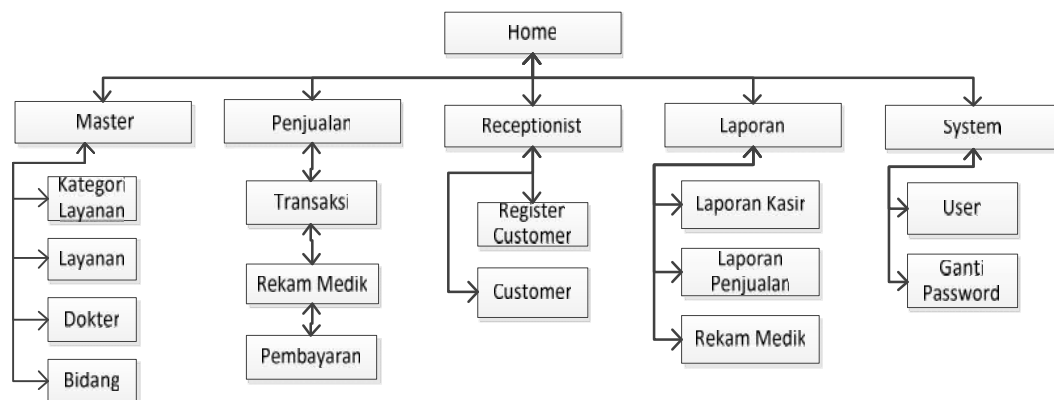 Home
Master
Penjualan
Receptionist
Laporan
System
Kategori
Layanan
Layanan
Dokter
Bidang
Transaksi
Rekam Medik
Pembayaran
Register
Customer
Customer
Laporan Kasir
Laporan
Penjualan
Rekam Medik
User
Ganti
Password